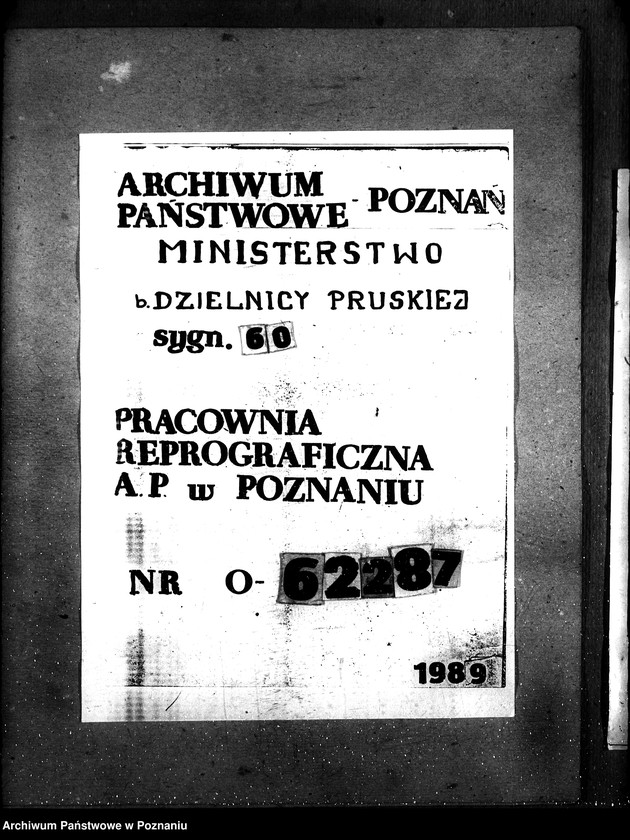 ARCHIWUM
PAŃSTWOWE - POZNAŃ
MINISTERSTWO
b. DZIELNICY PRUSKIEJ
sygn. 60
PRACOWNIA
REPROGRAFICZNA
A.P. w POZNANIU
NR O-62287
1989
Archiwum Państwowe w Poznaniu